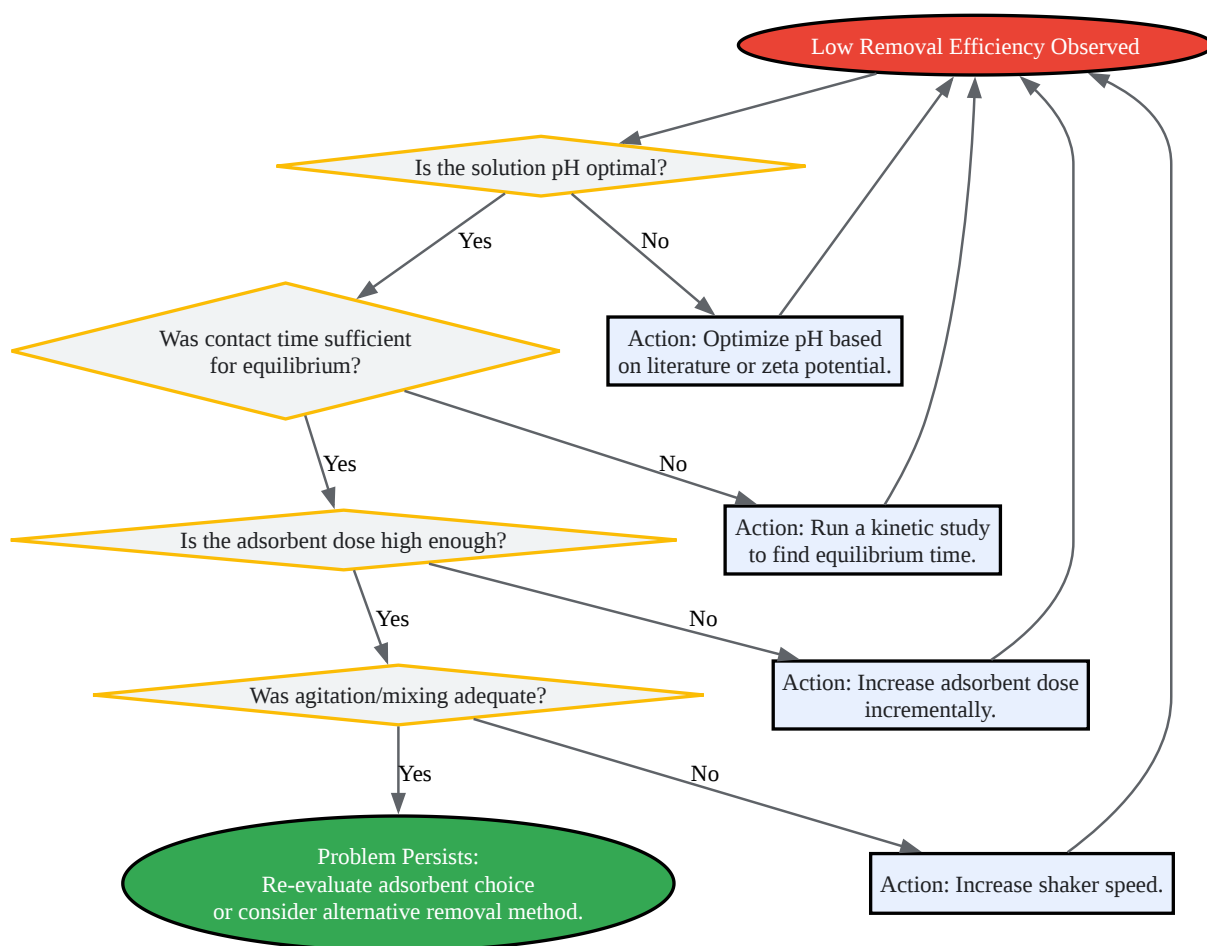 Low Removal Efficiency Observed
Is the solution pH optimal?
Yes
No
Was contact time sufficient
for equilibrium?
Action: Optimize pH based
on literature or zeta potential.
Yes
No
Is the adsorbent dose high enough?
Action: Run a kinetic study
to find equilibrium time.
Yes
No
Was agitation/mixing adequate?
Action: Increase adsorbent dose
incrementally.
Yes
No
Problem Persists:
Re-evaluate adsorbent choice
or consider alternative removal method.
Action: Increase shaker speed.